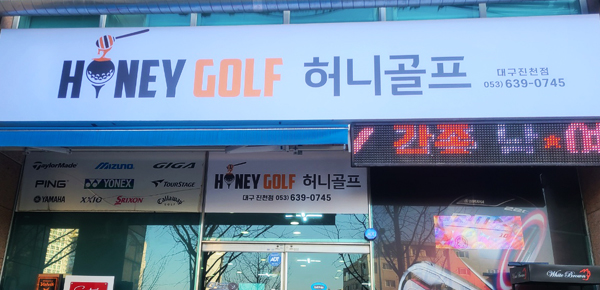 HONEY GOLF 허니골프
대구진천점
053) 639-0745
TaylorMade MIZUNO GIGA
PING YONEX TOURSTAGE
YAMAHA XXIO SRIXON Callaway
HONEY GOLF 허니골프
대구 진천점 053) 639-0745
ADT
White Brown